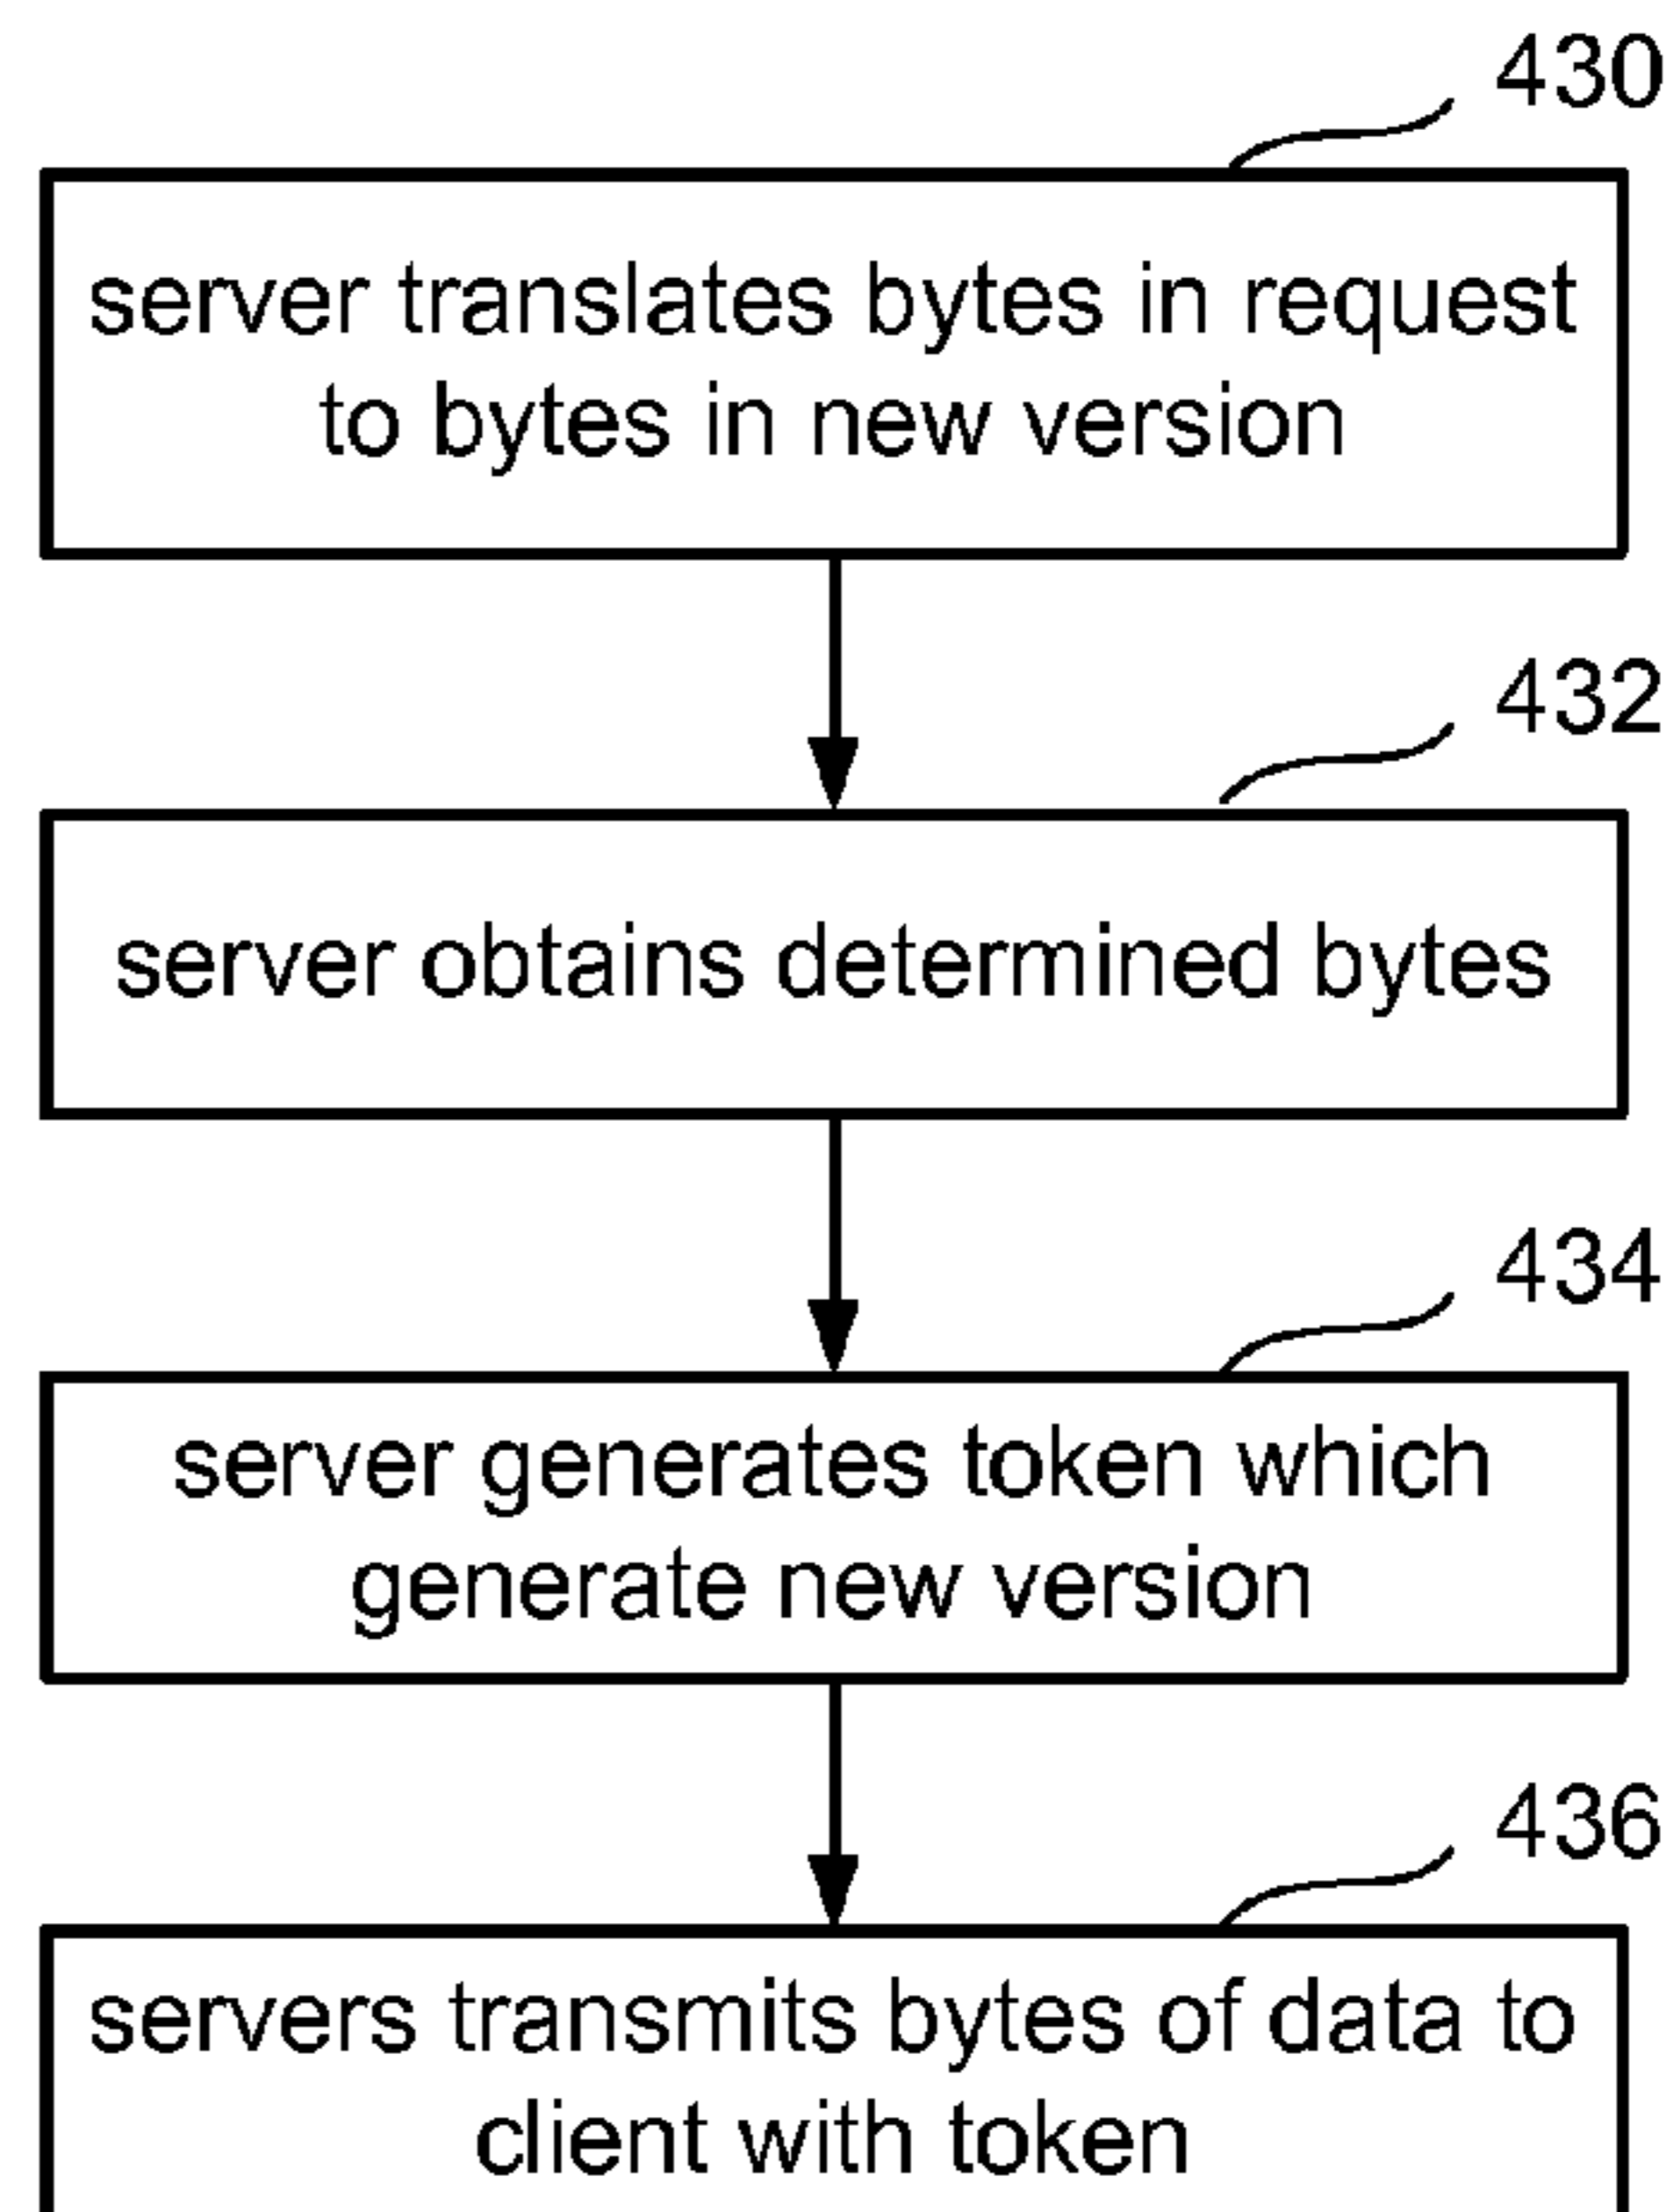 430
server translates bytes in request
to bytes in new version
432
server obtains determined bytes
434
server generates token which
generate new version
436
servers transmits bytes of data to
client with token